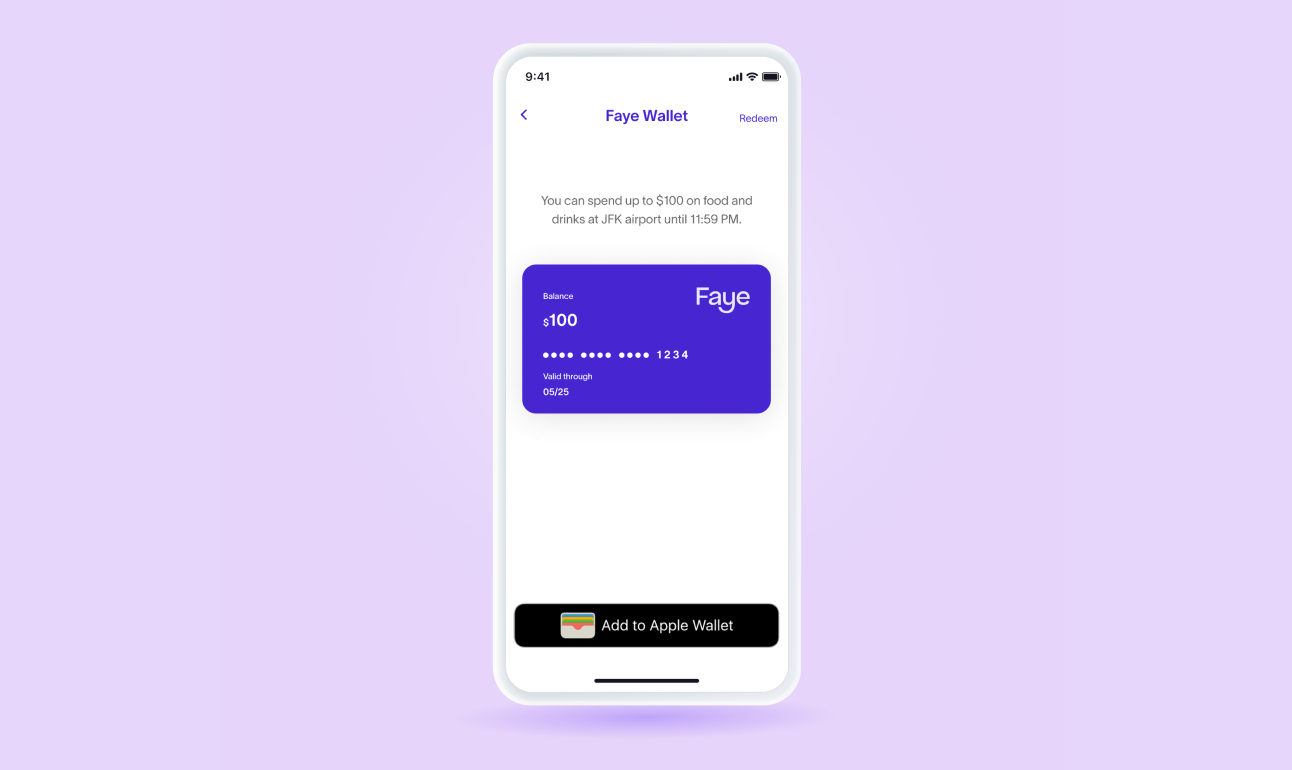 9:41
Faye Wallet
Redeem
You can spend up to $100 on food and
drinks at JFK airport until 11:59 PM.
Balance
Faye
$100
•••• •••• •••• 1234
Valid through
05/25
Add to Apple Wallet